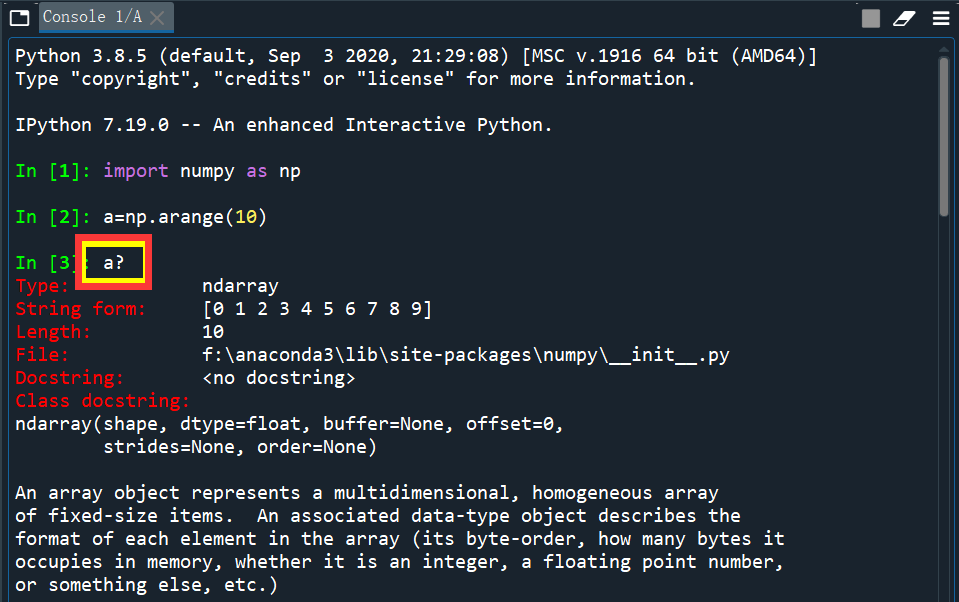 Console 1/A
Python 3.8.5 (default, Sep  3 2020, 21:29:08) [MSC v.1916 64 bit (AMD64)]
Type "copyright", "credits" or "license" for more information.
IPython 7.19.0 -- An enhanced Interactive Python.
In [1]: import numpy as np
In [2]: a=np.arange(10)
In [3]: a?
Type:            ndarray
String form:     [0 1 2 3 4 5 6 7 8 9]
Length:          10
File:            f:\anaconda3\lib\site-packages\numpy\__init__.py
Docstring:       <no docstring>
Class docstring:
ndarray(shape, dtype=float, buffer=None, offset=0,
        strides=None, order=None)
An array object represents a multidimensional, homogeneous array
of fixed-size items.  An associated data-type object describes the
format of each element in the array (its byte-order, how many bytes it
occupies in memory, whether it is an integer, a floating point number,
or something else, etc.)